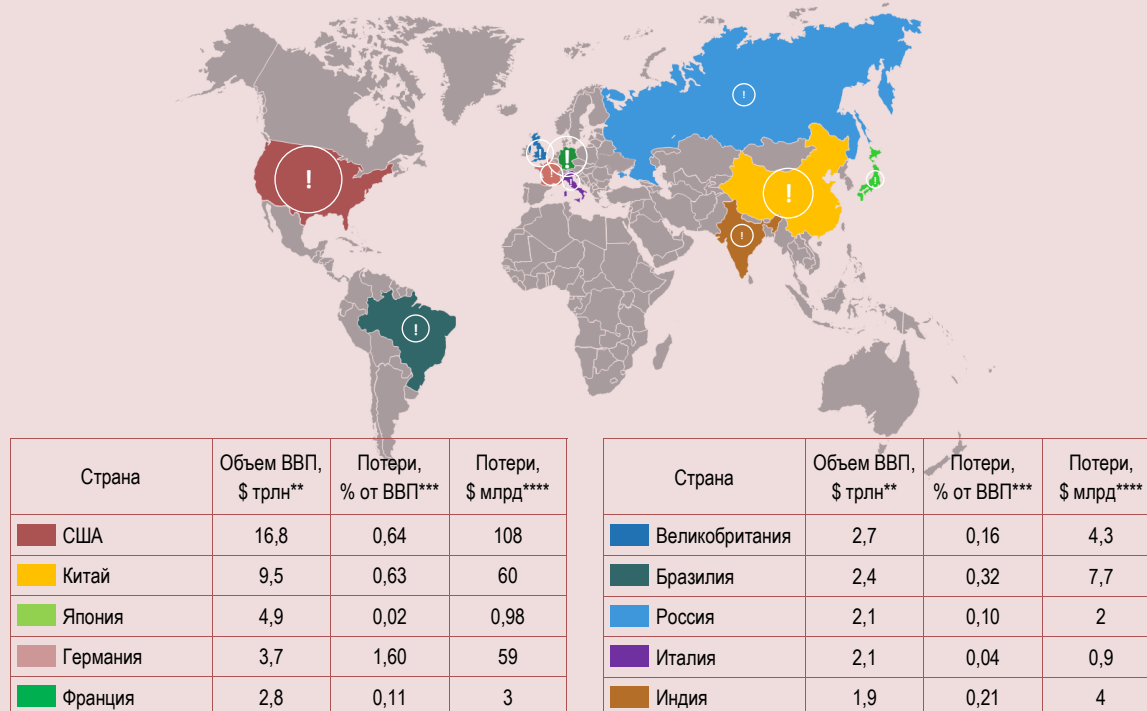 !
!
!
!
!
!
!
!
!
!
Страна
Объем ВВП,
$ трлн**
Потери,
% от ВВП***
Потери,
$ млрд****
США 16,8 0,64 108
Китай 9,5 0,63 60
Япония 4,9 0,02 0,98
Германия 3,7 1,60 59
Франция 2,8 0,11 3
Страна
Объем ВВП,
$ трлн**
Потери,
% от ВВП***
Потери,
$ млрд****
Великобритания 2,7 0,16 4,3
Бразилия 2,4 0,32 7,7
Россия 2,1 0,10 2
Италия 2,1 0,04 0,9
Индия 1,9 0,21 4